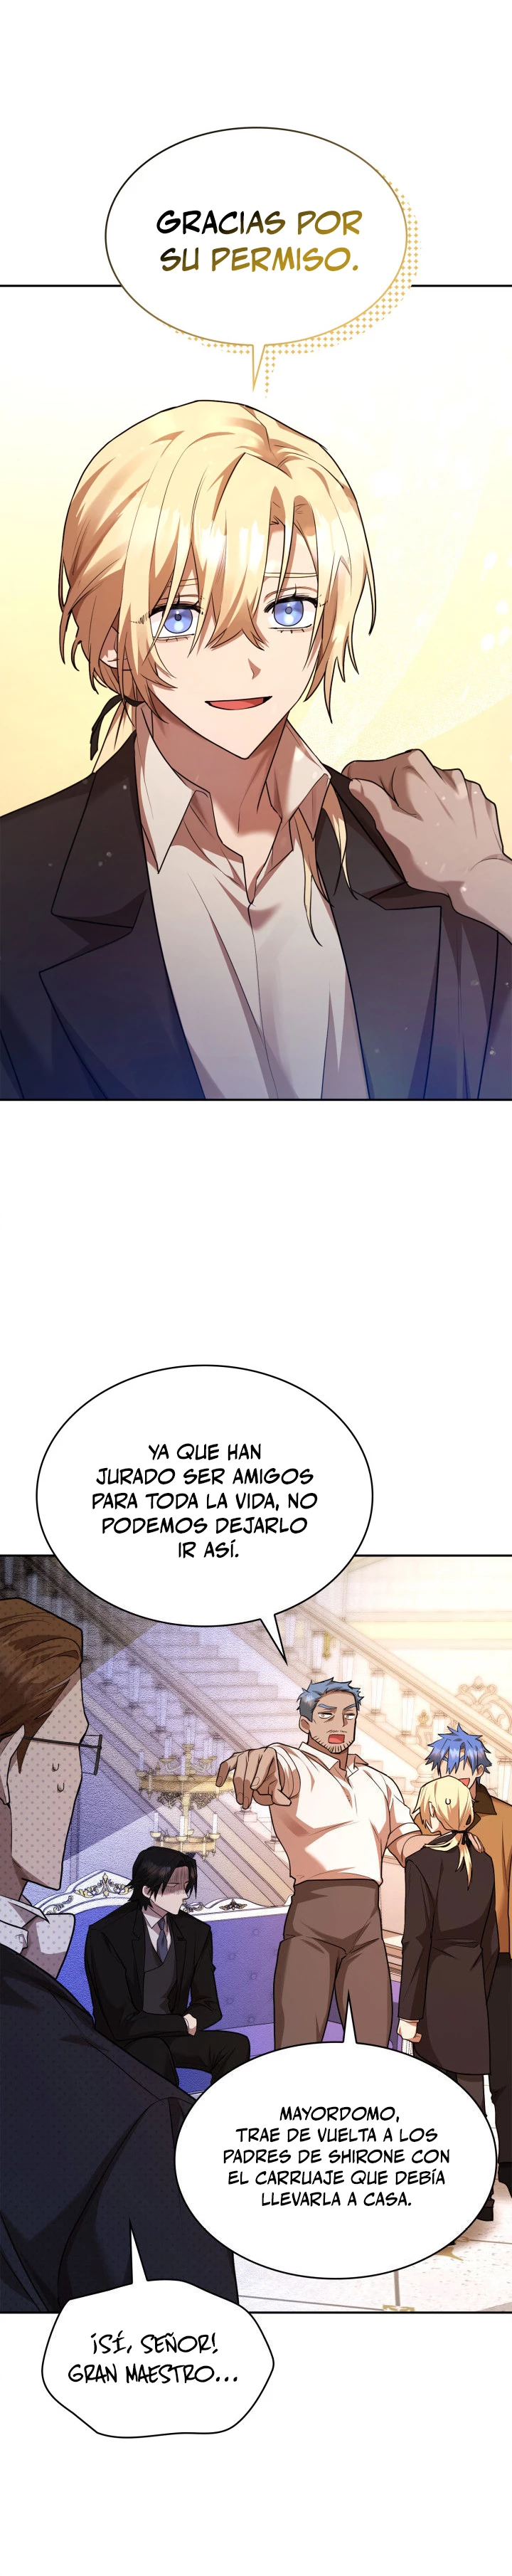 GRACIAS POR
SU PERMISO.
YA QUE HAN
JURADO SER AMIGOS
PARA TODA LA VIDA, NO
PODEMOS DEJARLO
IR ASÍ.
MAYORDOMO,
TRAE DE VUELTA A LOS
PADRES DE SHIRONE CON
EL CARRUAJE QUE DEBÍA
LLEVARLA A CASA.
¡SÍ, SEÑOR!
GRAN MAESTRO...